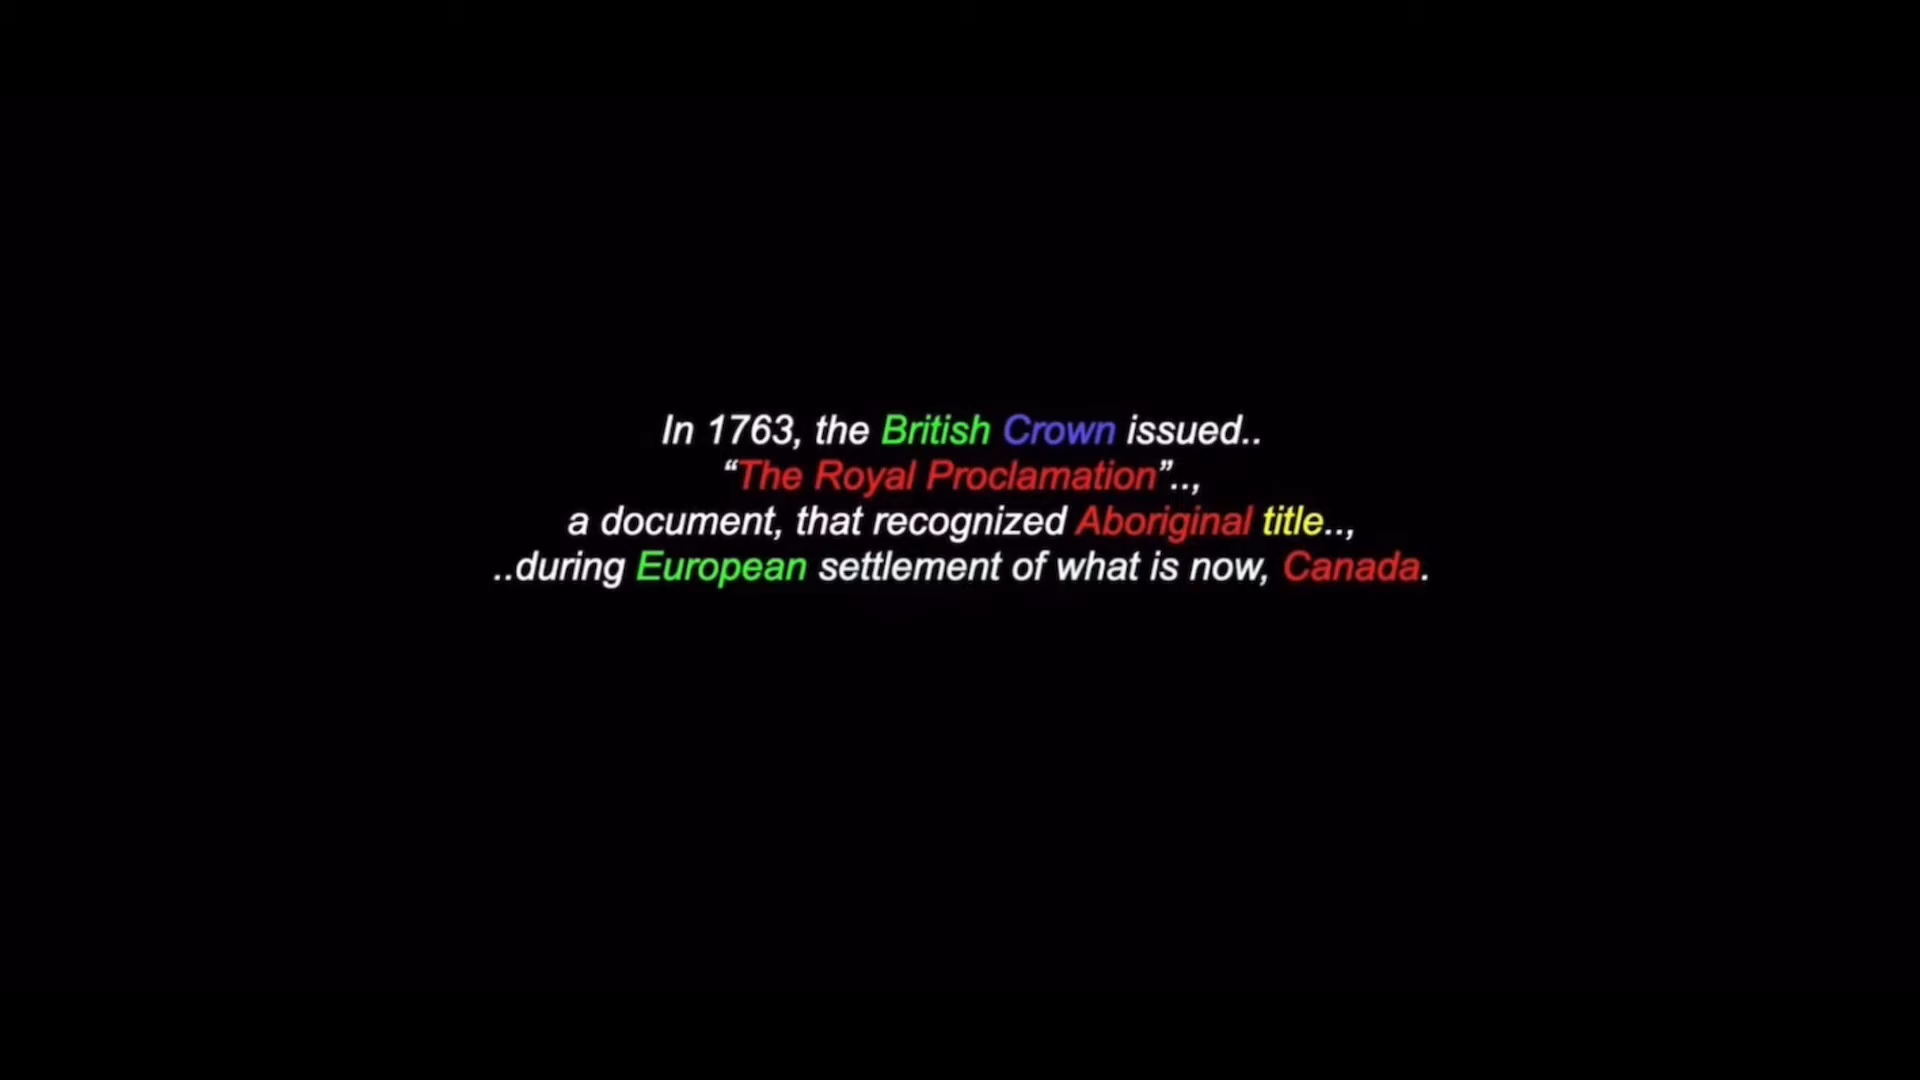 In 1763, the British Crown issued..
“The Royal Proclamation”..,
a document, that recognized Aboriginal title..,
..during European settlement of what is now, Canada.